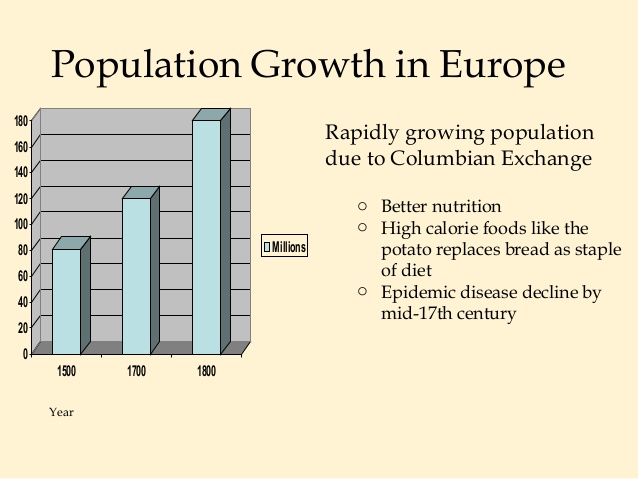 Population Growth in Europe
180
160
140
120
100
80
60
40
20
0
1500 1700 1800
Year
Millions
Rapidly growing population
due to Columbian Exchange
o Better nutrition
o High calorie foods like the
potato replaces bread as staple
of diet
o Epidemic disease decline by
mid-17th century